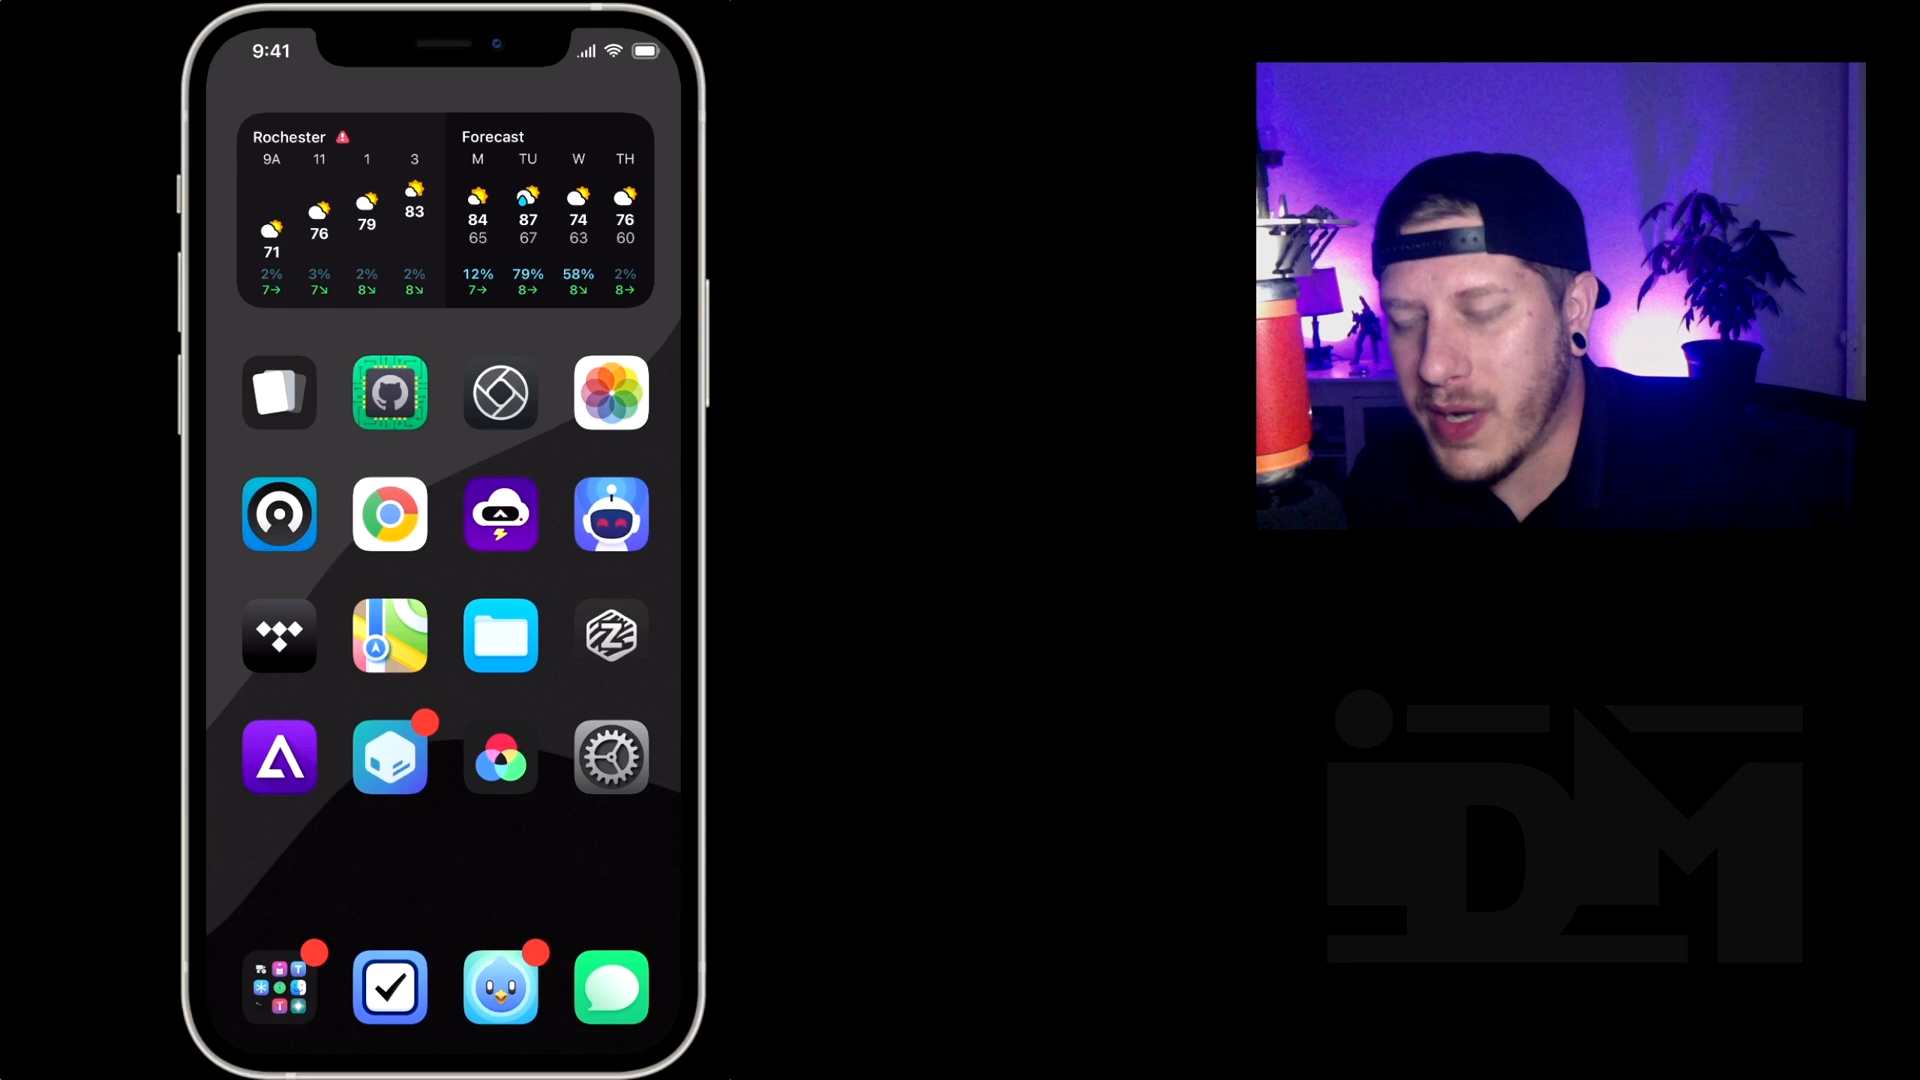 9:41
Rochester
9A 11 1 3
71 76 79 83
2% 3% 2% 2%
7→ 7↘ 8↘ 8↘
Forecast
M TU W TH
84 87 74 76
65 67 63 60
12% 79% 58% 2%
7→ 8→ 8↘ 8→
Z
T
T
iDM